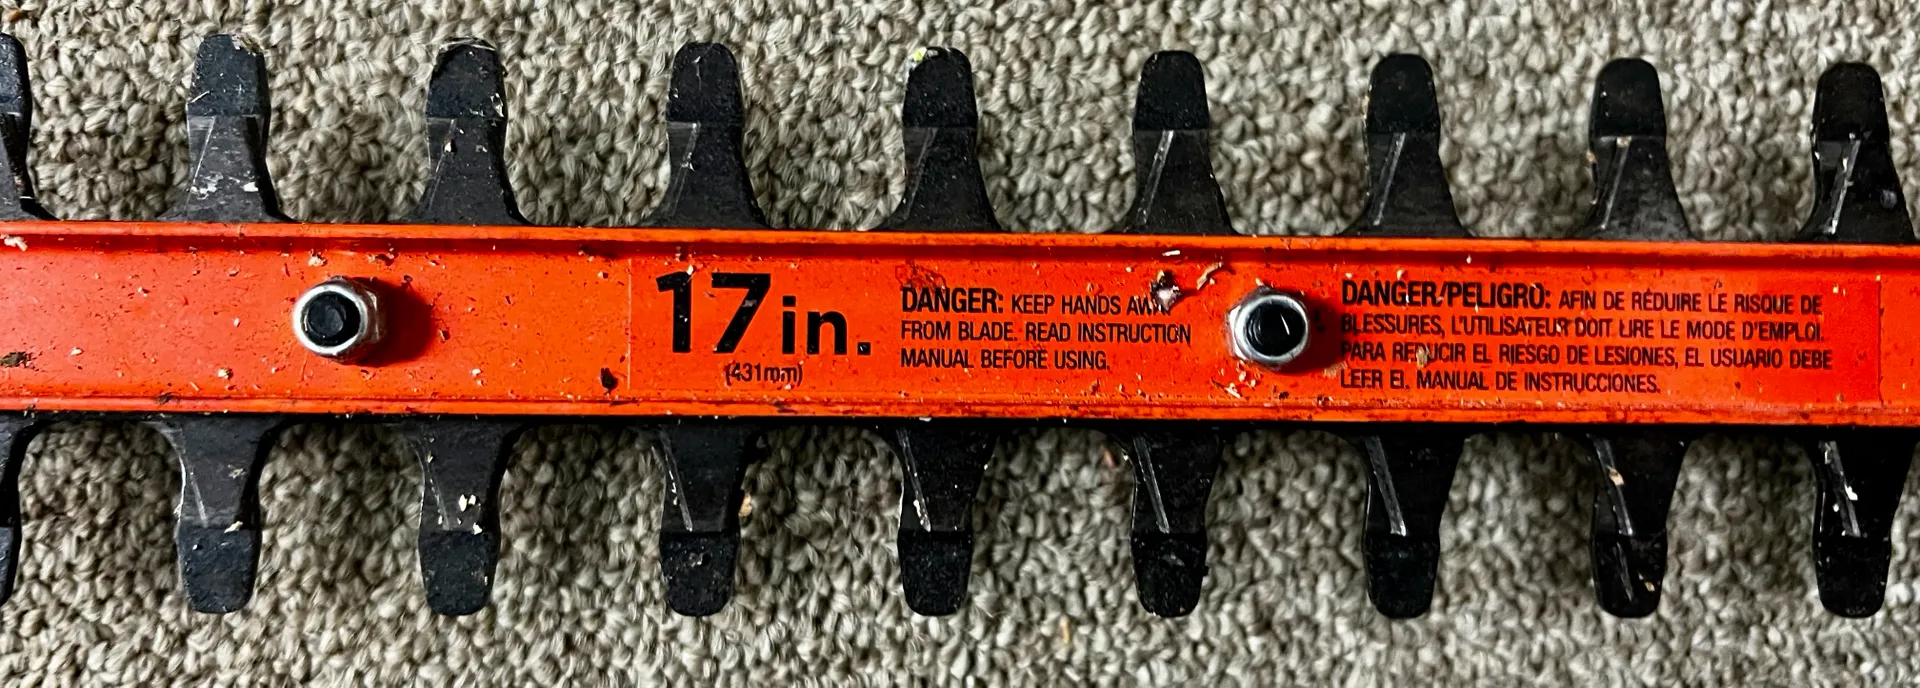 17 in.
(431mm)
DANGER: KEEP HANDS AWAY
FROM BLADE. READ INSTRUCTION
MANUAL BEFORE USING.
DANGER/PELIGRO: AFIN DE RÉDUIRE LE RISQUE DE
BLESSURES, L'UTILISATEUR DOIT LIRE LE MODE D'EMPLOI.
PARA REDUCIR EL RIESGO DE LESIONES, EL USUARIO DEBE
LEER EL MANUAL DE INSTRUCCIONES.